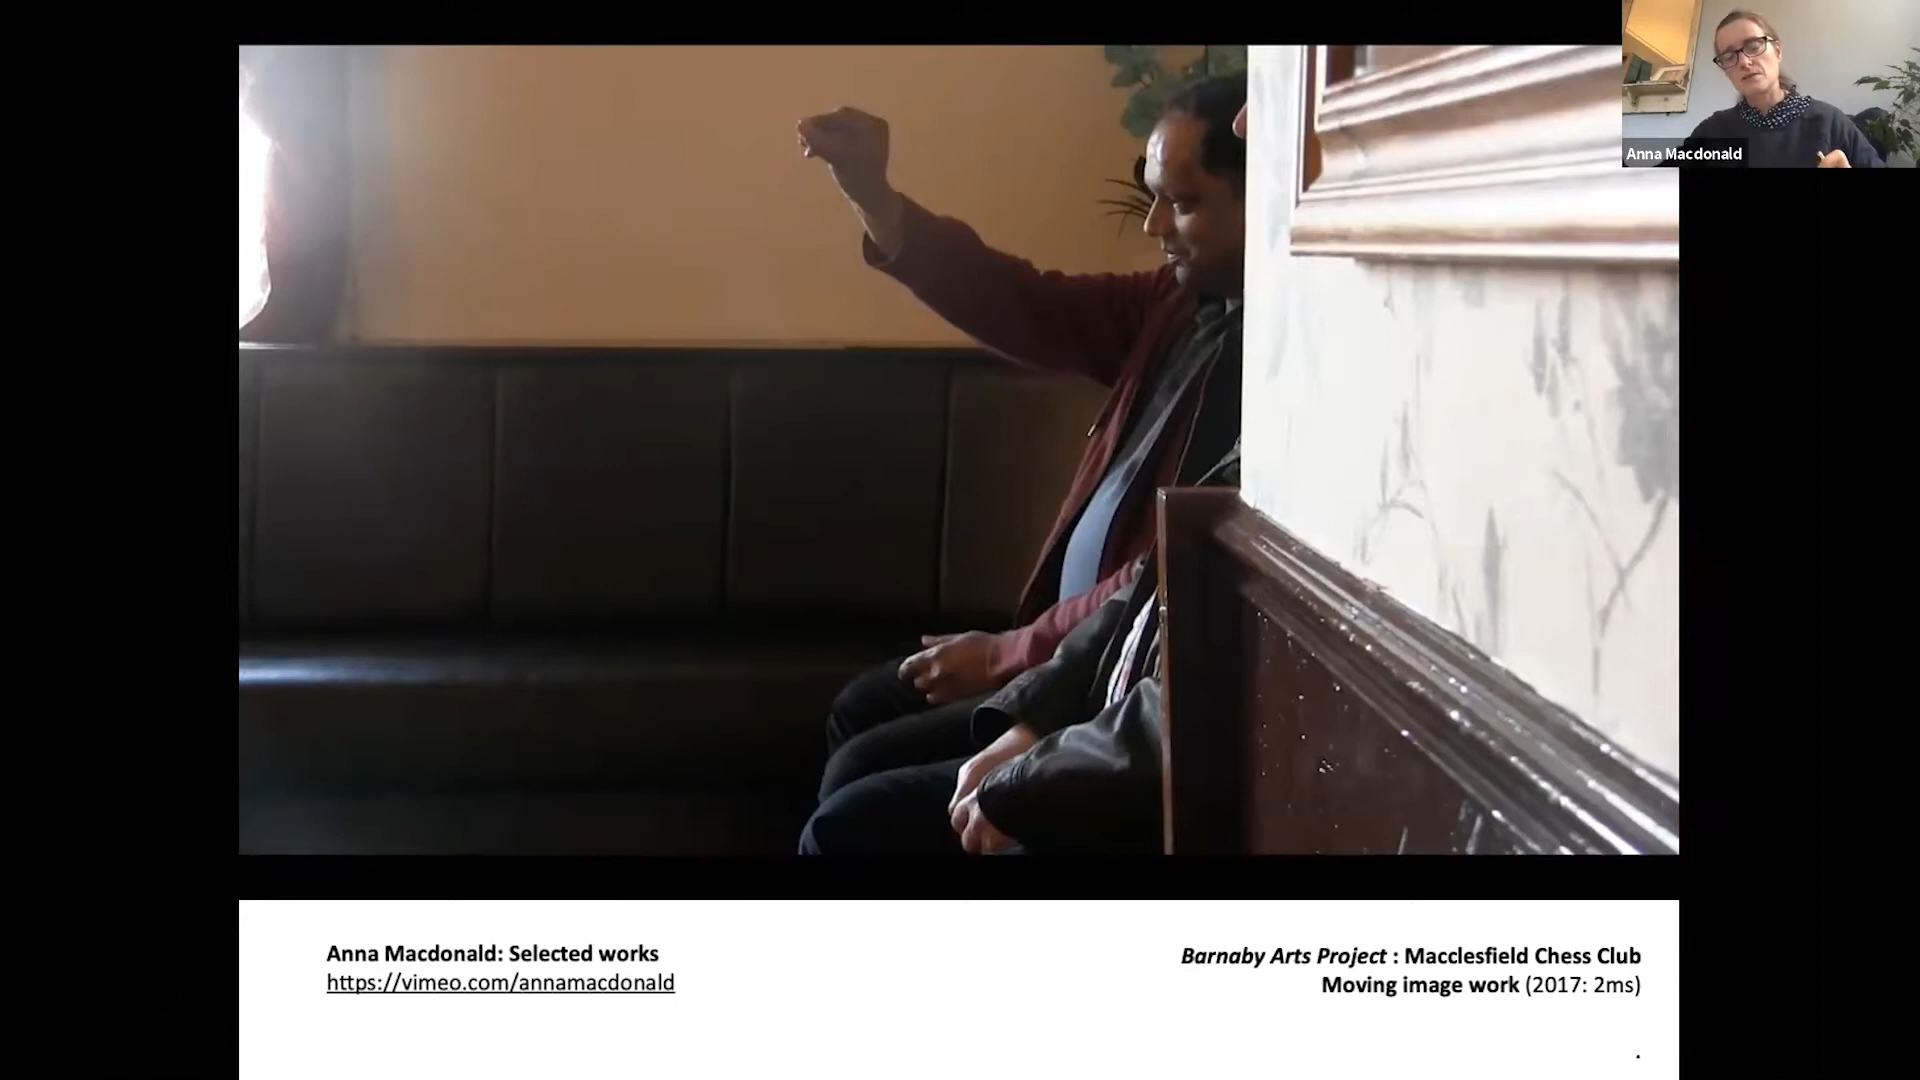 Anna Macdonald
Anna Macdonald: Selected works
https://vimeo.com/annamacdonald
Barnaby Arts Project : Macclesfield Chess Club
Moving image work (2017: 2ms)
.